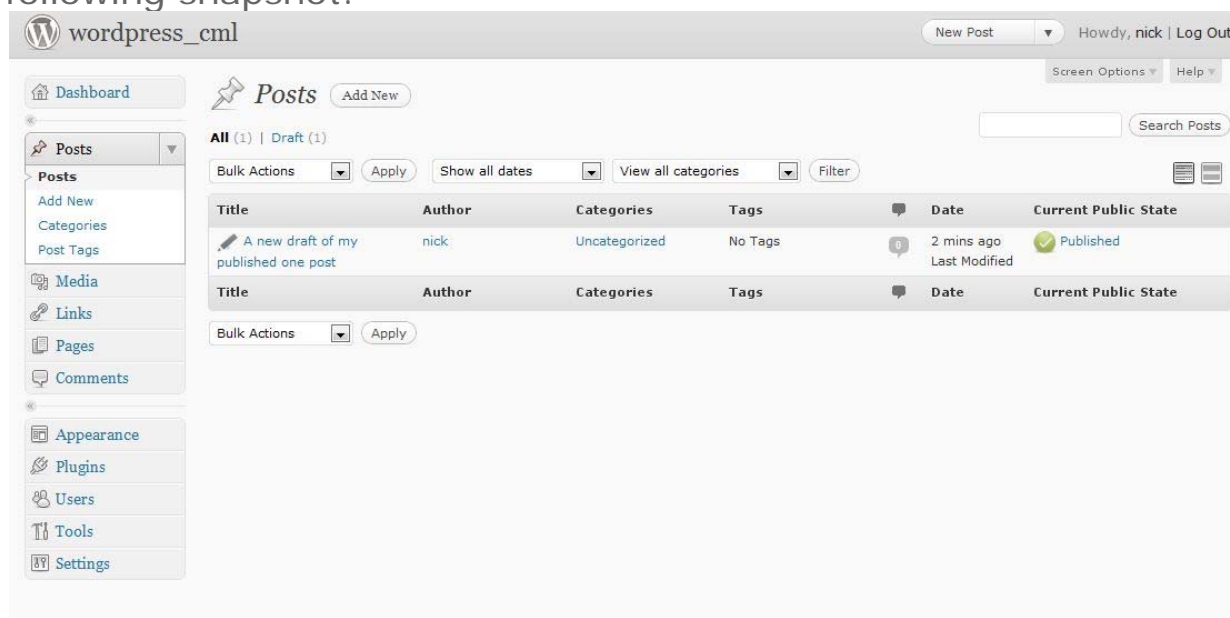 following snapshot:
wordpress_cml
New Post
Howdy, nick | Log Out
Screen Options
Help
Dashboard
Posts
Add New
Search Posts
All (1) | Draft (1)
Posts
Posts
Add New
Categories
Post Tags
Media
Links
Pages
Comments
Appearance
Plugins
Users
Tools
Settings
Bulk Actions
Apply
Show all dates
View all categories
Filter
Title Author Categories Tags Date Current Public State
A new draft of my nick Uncategorized No Tags 0 2 mins ago Published
published one post Last Modified
Title Author Categories Tags Date Current Public State
Bulk Actions
Apply